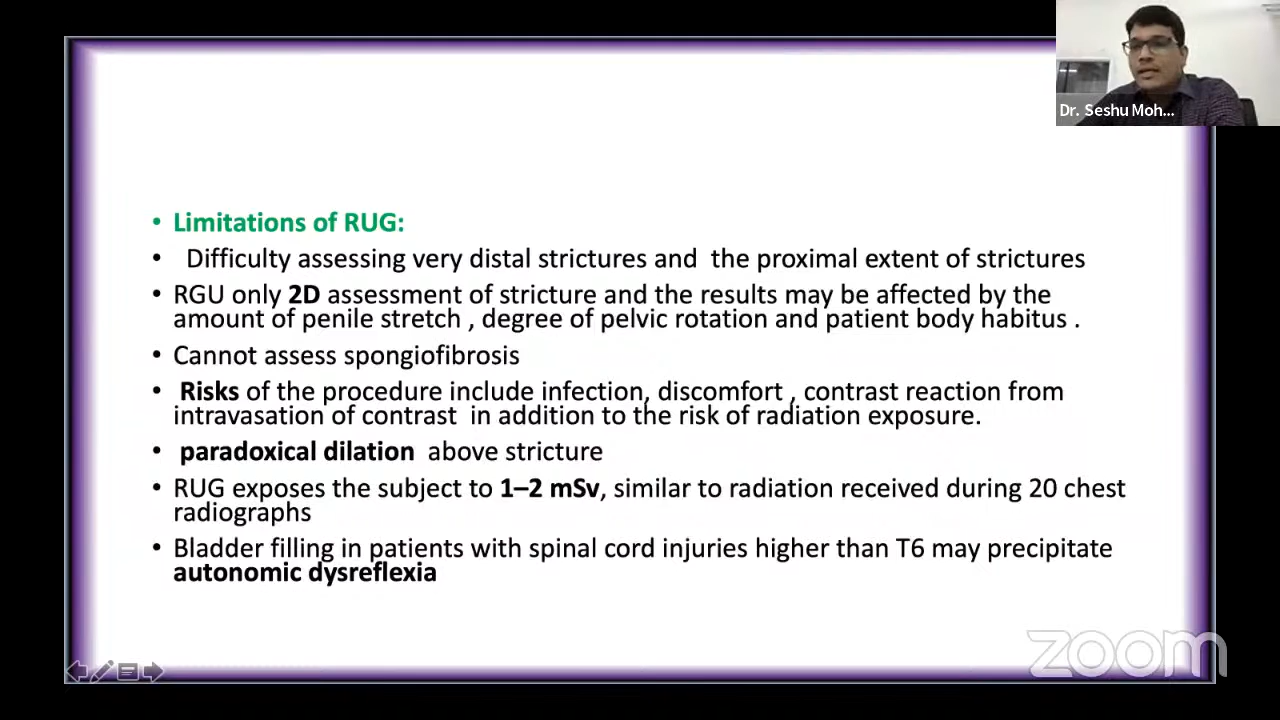 Dr. Seshu Moh...
• Limitations of RUG:
• Difficulty assessing very distal strictures and the proximal extent of strictures
• RGU only 2D assessment of stricture and the results may be affected by the
amount of penile stretch , degree of pelvic rotation and patient body habitus .
• Cannot assess spongiofibrosis
• Risks of the procedure include infection, discomfort , contrast reaction from
intravasation of contrast in addition to the risk of radiation exposure.
• paradoxical dilation above stricture
• RUG exposes the subject to 1–2 mSv, similar to radiation received during 20 chest
radiographs
• Bladder filling in patients with spinal cord injuries higher than T6 may precipitate
autonomic dysreflexia
zoom